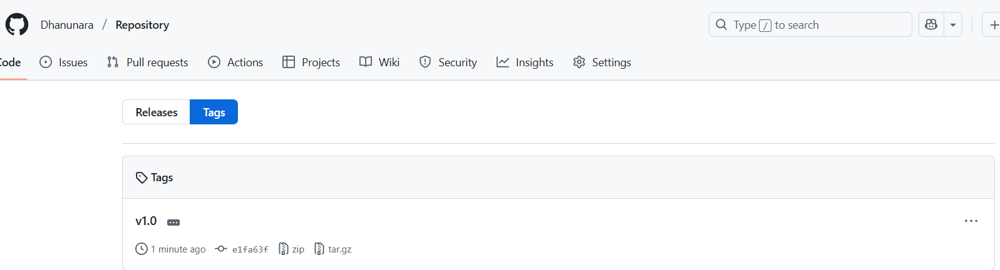 Dhanunara / Repository
Type / to search
Code Issues Pull requests Actions Projects Wiki Security Insights Settings
Releases Tags
Tags
v1.0
1 minute ago e1fa63f zip tar.gz